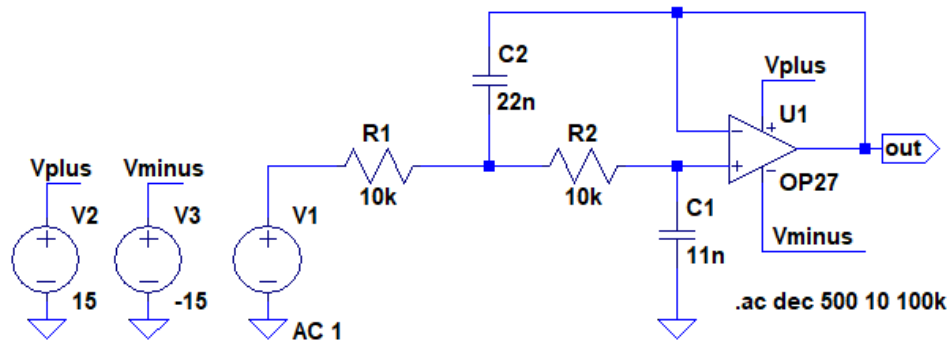 C2
22n
Vplus
U1
R1
10k
R2
10k
out
OP27
Vplus
Vminus
V2
15
V3
-15
V1
AC 1
C1
11n
Vminus
.ac dec 500 10 100k